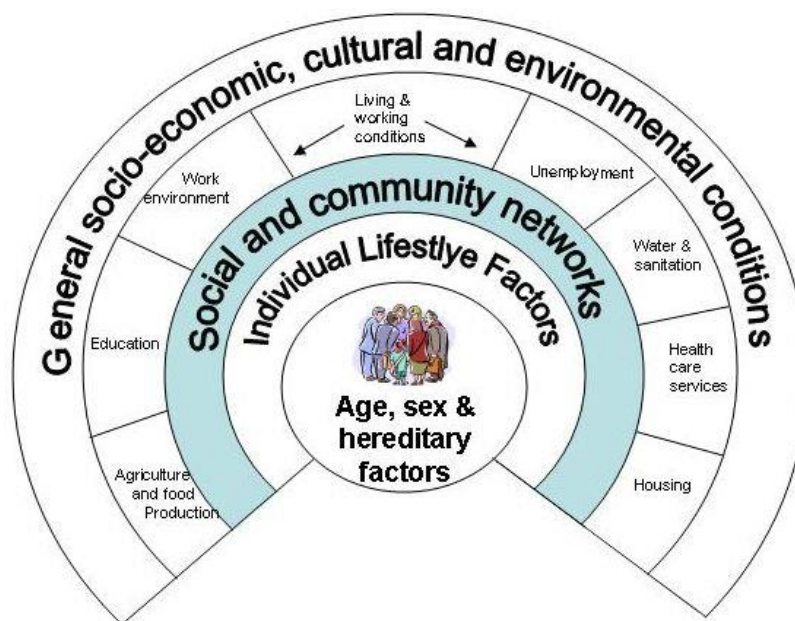 General socio-economic, cultural and environmental conditions
Living &
working
conditions
Work
environment
Unemployment
Social and community networks
Water &
sanitation
Individual Lifestlye Factors
Education
Health
care
services
Age, sex &
hereditary
factors
Agriculture
and food
Production
Housing